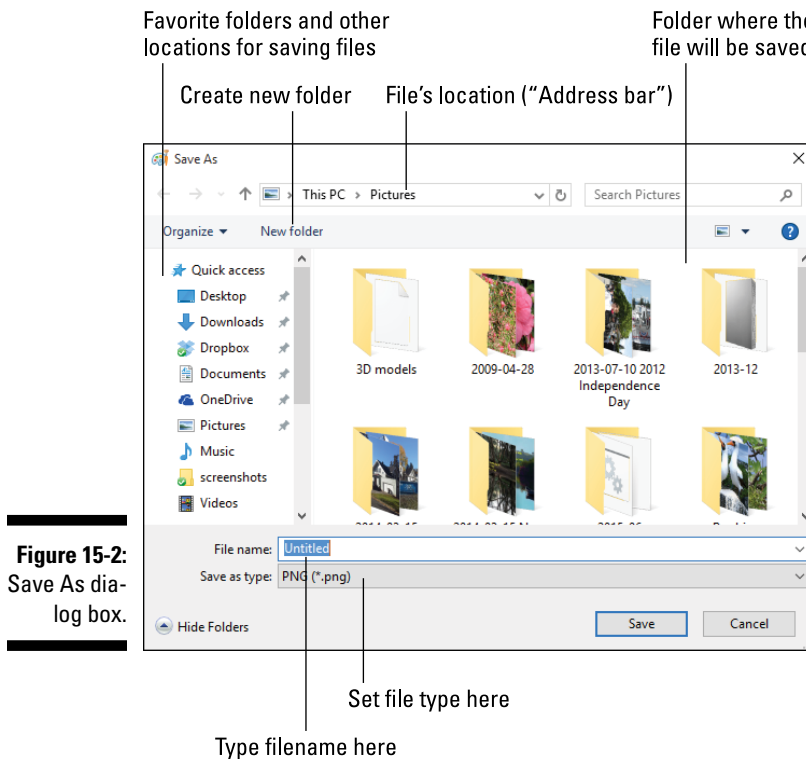 Favorite folders and other
locations for saving files
Folder where the
file will be saved
Create new folder
File's location ("Address bar")
Save As
This PC > Pictures
Search Pictures
Organize
New folder
Quick access
Desktop
Downloads
Dropbox
Documents
OneDrive
Pictures
Music
screenshots
Videos
3D models
2009-04-28
2013-07-10 2012
Independence
Day
2013-12
File name:
Untitled
Save as type:
PNG (*.png)
Hide Folders
Save
Cancel
Figure 15-2:
Save As dia-
log box.
Set file type here
Type filename here